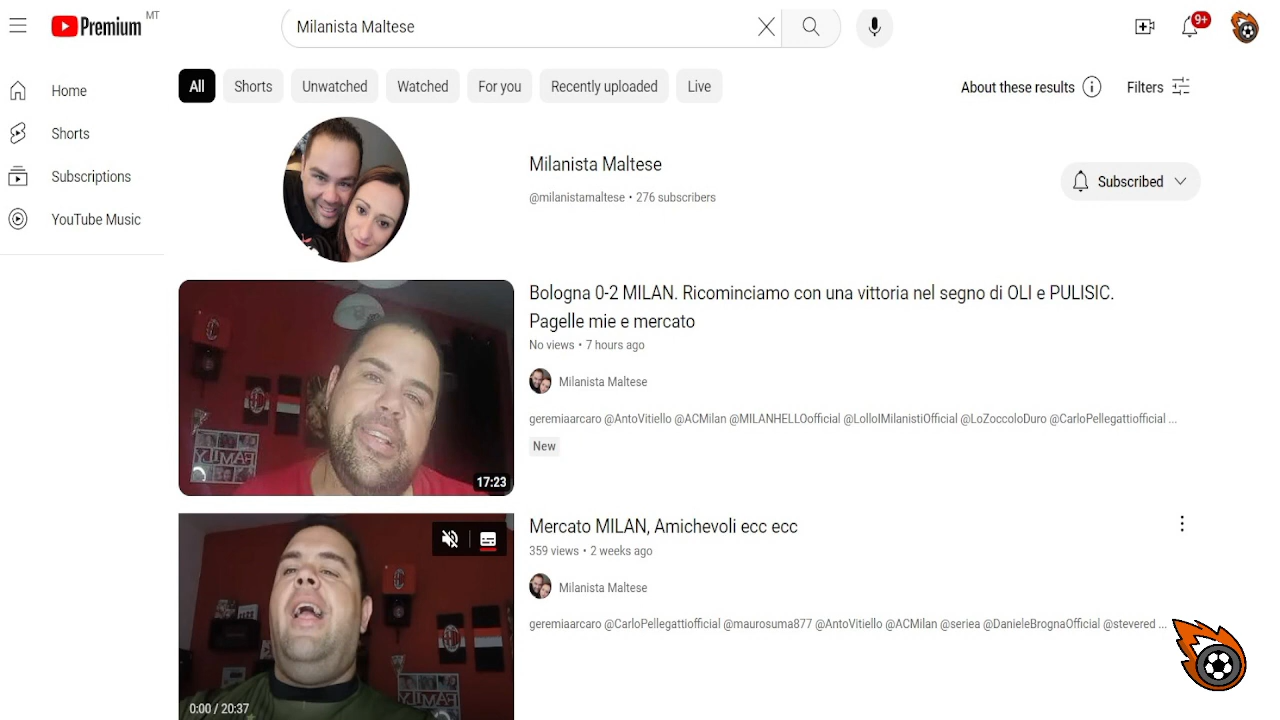 Premium MT
Milanista Maltese
9+
All
Shorts
Unwatched
Watched
For you
Recently uploaded
Live
About these results
Filters
Home
Shorts
Subscriptions
YouTube Music
Milanista Maltese
@milanistamaltese • 276 subscribers
Subscribed
Bologna 0-2 MILAN. Ricominciamo con una vittoria nel segno di OLI e PULISIC.
Pagelle mie e mercato
No views • 7 hours ago
Milanista Maltese
geremiaarcaro @AntoVitiello @ACMilan @MILANHELLOofficial @LolloIMilanistiOfficial @LoZoccoloDuro @CarloPellegattiofficial ...
New
17:23
Mercato MILAN, Amichevoli ecc ecc
359 views • 2 weeks ago
Milanista Maltese
geremiaarcaro @CarloPellegattiofficial @maurosuma877 @AntoVitiello @ACMilan @seriea @DanieleBrognaOfficial @stevered ...
0:00 / 20:37